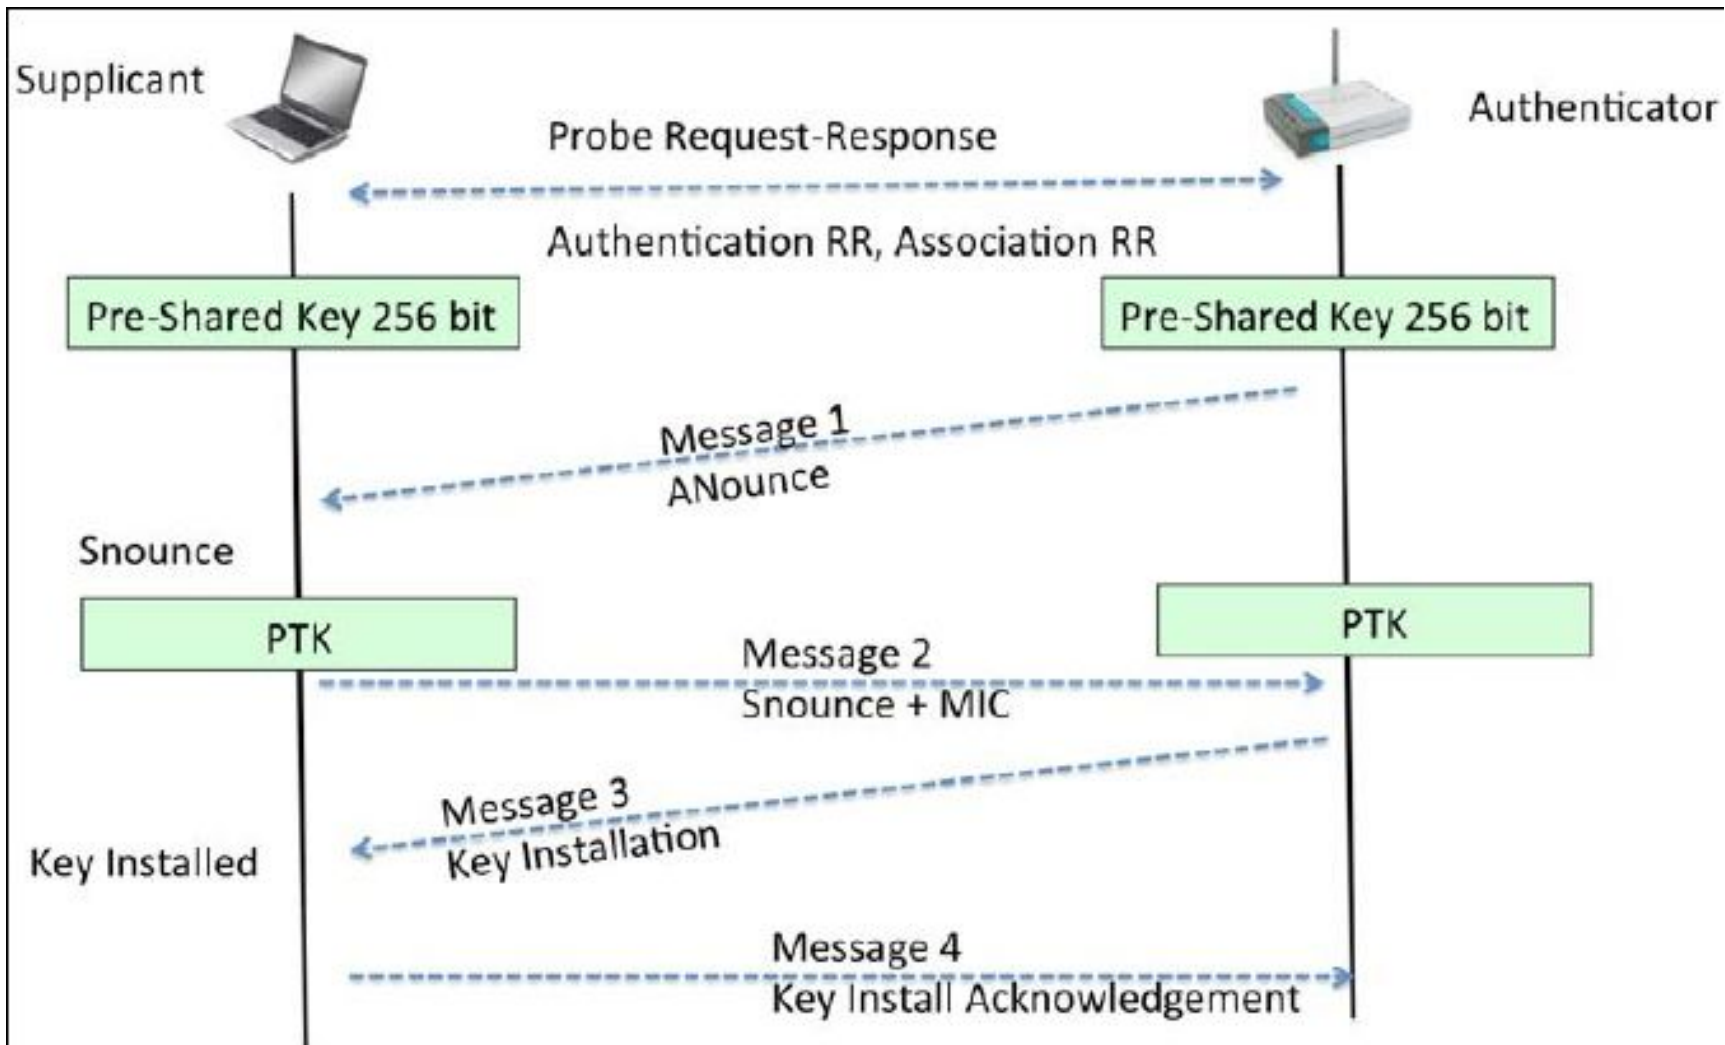 Supplicant
Authenticator
Probe Request-Response
Authentication RR, Association RR
Pre-Shared Key 256 bit
Pre-Shared Key 256 bit
Message 1
ANounce
Snounce
PTK
PTK
Message 2
Snounce + MIC
Message 3
Key Installation
Key Installed
Message 4
Key Install Acknowledgement